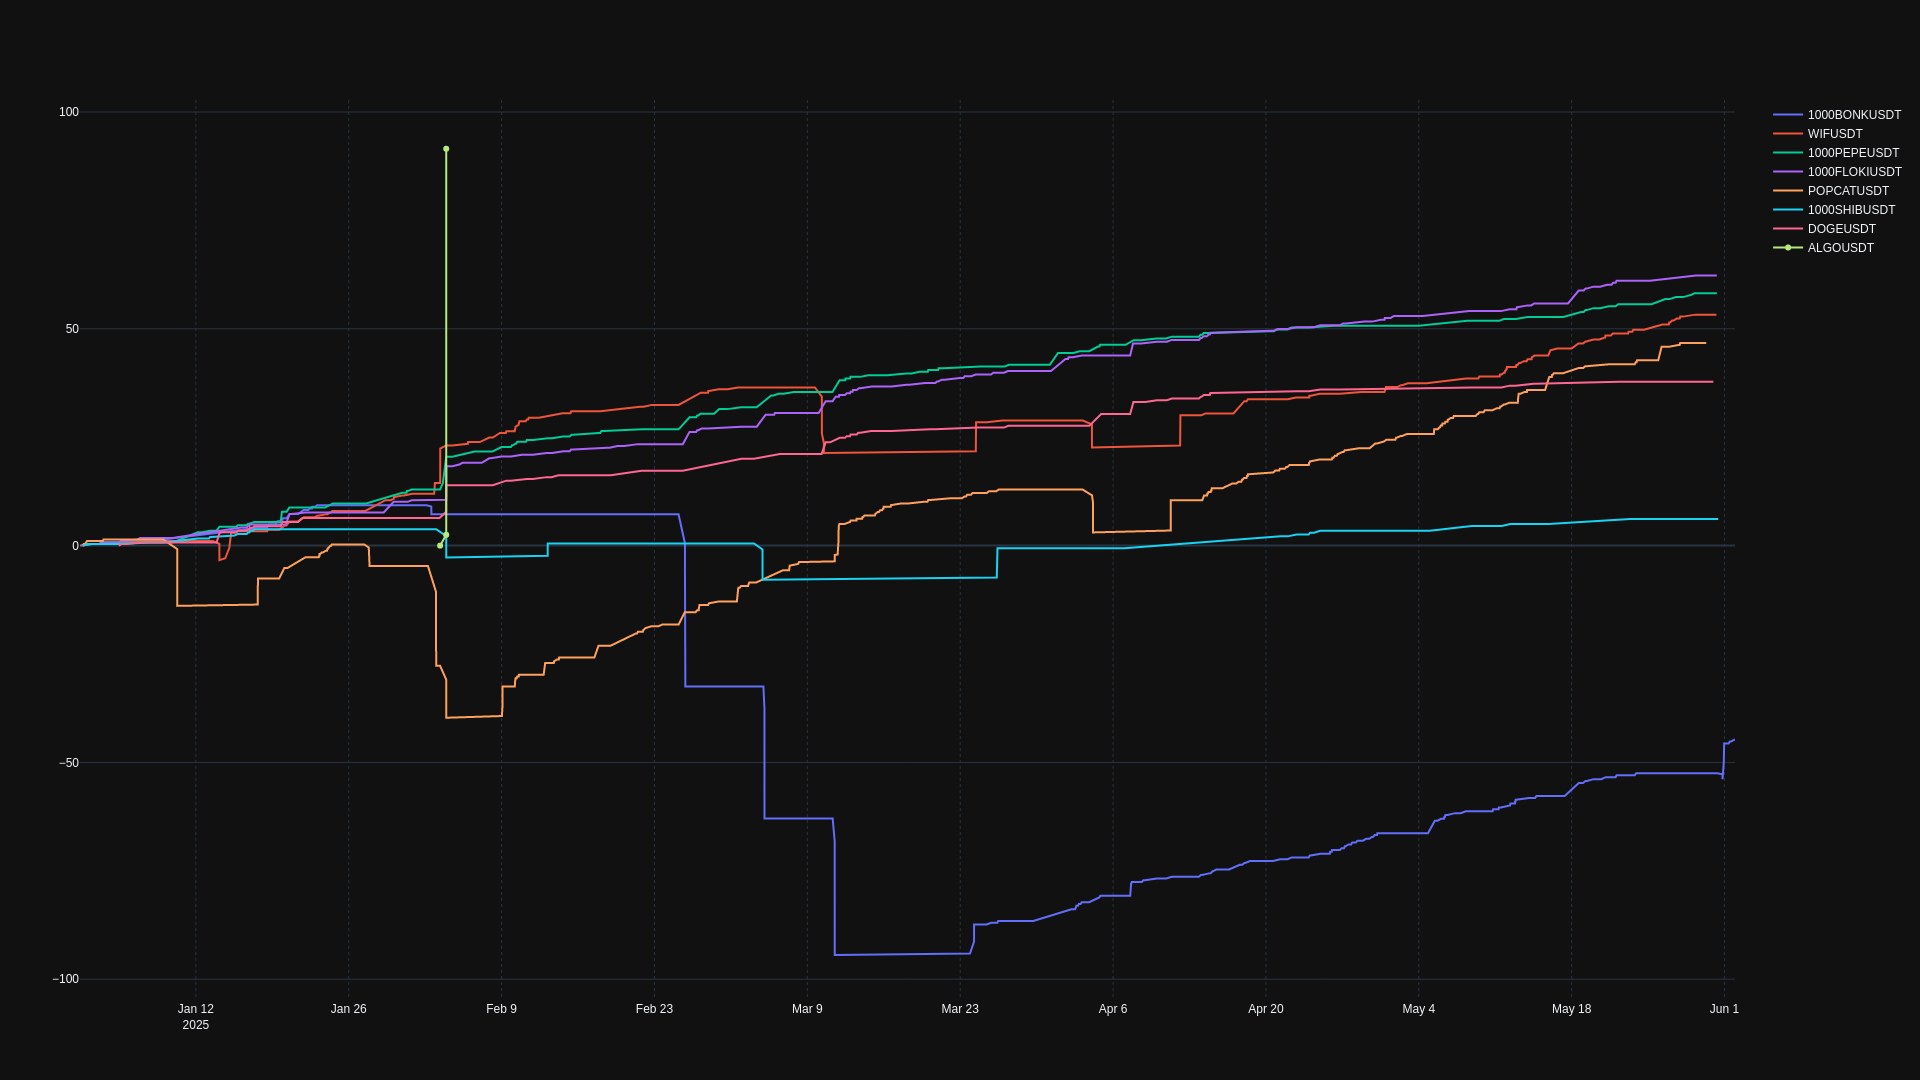 100
50
0
−50
−100
Jan 12
2025
Jan 26
Feb 9
Feb 23
Mar 9
Mar 23
Apr 6
Apr 20
May 4
May 18
Jun 1
1000BONKUSDT
WIFUSDT
1000PEPEUSDT
1000FLOKIUSDT
POPCATUSDT
1000SHIBUSDT
DOGEUSDT
ALGOUSDT